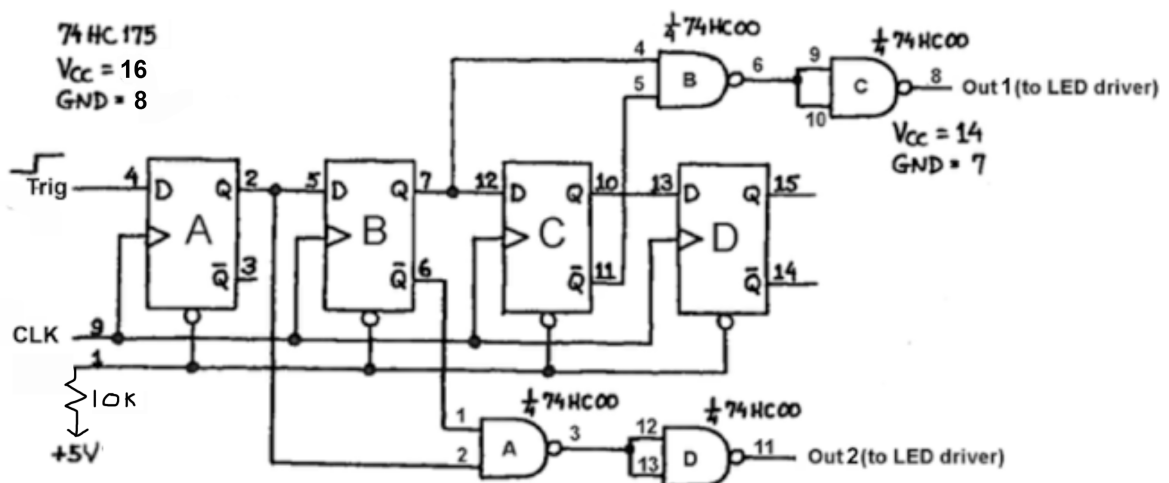 74HC175
VCC = 16
GND = 8
1/4 74HC00
1/4 74HC00
4
5
B
6
9
10
C
8
Out 1(to LED driver)
VCC = 14
GND = 7
Trig
4
D
Q
2
A
Q̅
3
5
D
Q
7
B
Q̅
6
12
D
Q
10
C
Q̅
11
13
D
Q
15
D
Q̅
14
CLK
9
1
10K
+5V
1/4 74HC00
1/4 74HC00
1
2
A
3
12
13
D
11
Out 2(to LED driver)